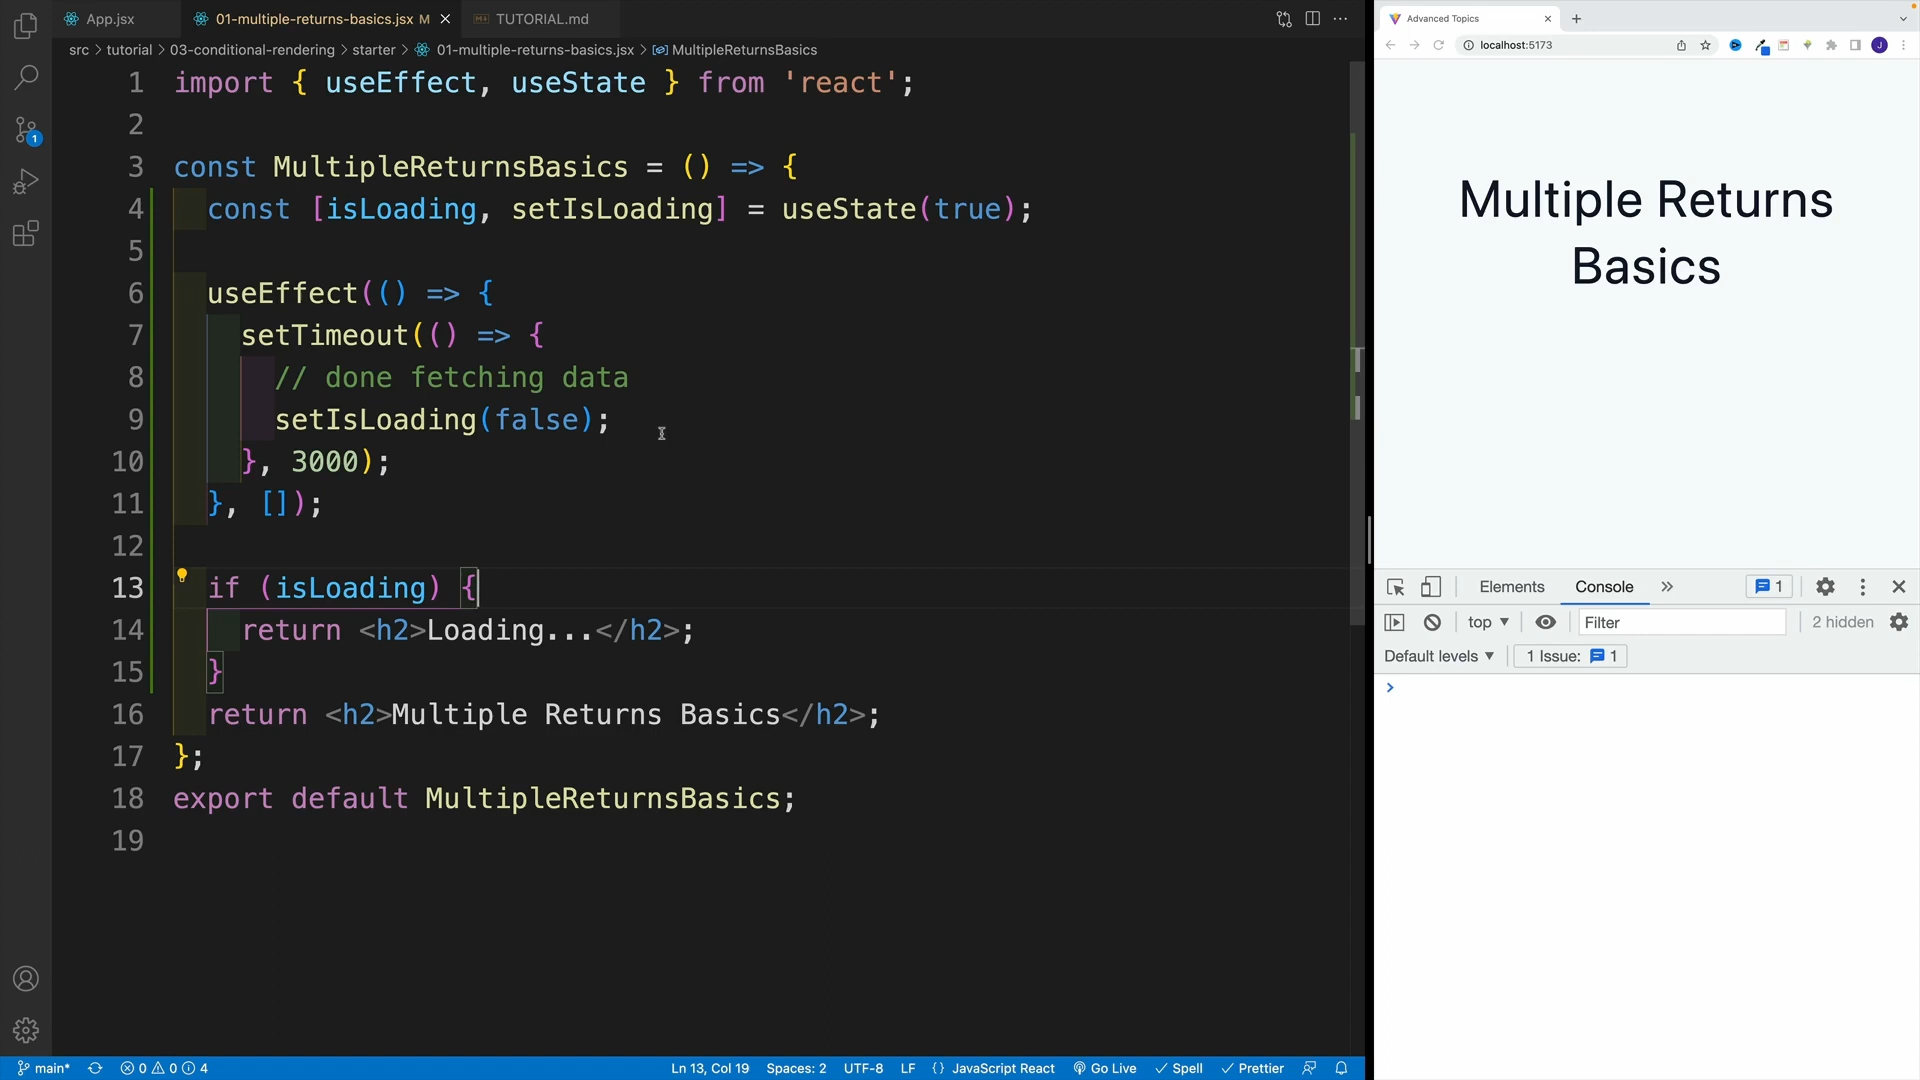 App.jsx
01-multiple-returns-basics.jsx M
TUTORIAL.md
src > tutorial > 03-conditional-rendering > starter > 01-multiple-returns-basics.jsx > MultipleReturnsBasics
1 import { useEffect, useState } from 'react';
2
3 const MultipleReturnsBasics = () => {
4 const [isLoading, setIsLoading] = useState(true);
5
6 useEffect(() => {
7 setTimeout(() => {
8 // done fetching data
9 setIsLoading(false);
10 }, 3000);
11 }, []);
12
13 if (isLoading) {
14 return <h2>Loading...</h2>;
15 }
16 return <h2>Multiple Returns Basics</h2>;
17 };
18 export default MultipleReturnsBasics;
19
1
main* 0 0 4
Ln 13, Col 19 Spaces: 2 UTF-8 LF {} JavaScript React Go Live Spell Prettier
Advanced Topics
localhost:5173
J
Multiple Returns
Basics
Elements Console 1
top Filter 2 hidden
Default levels 1 Issue: 1